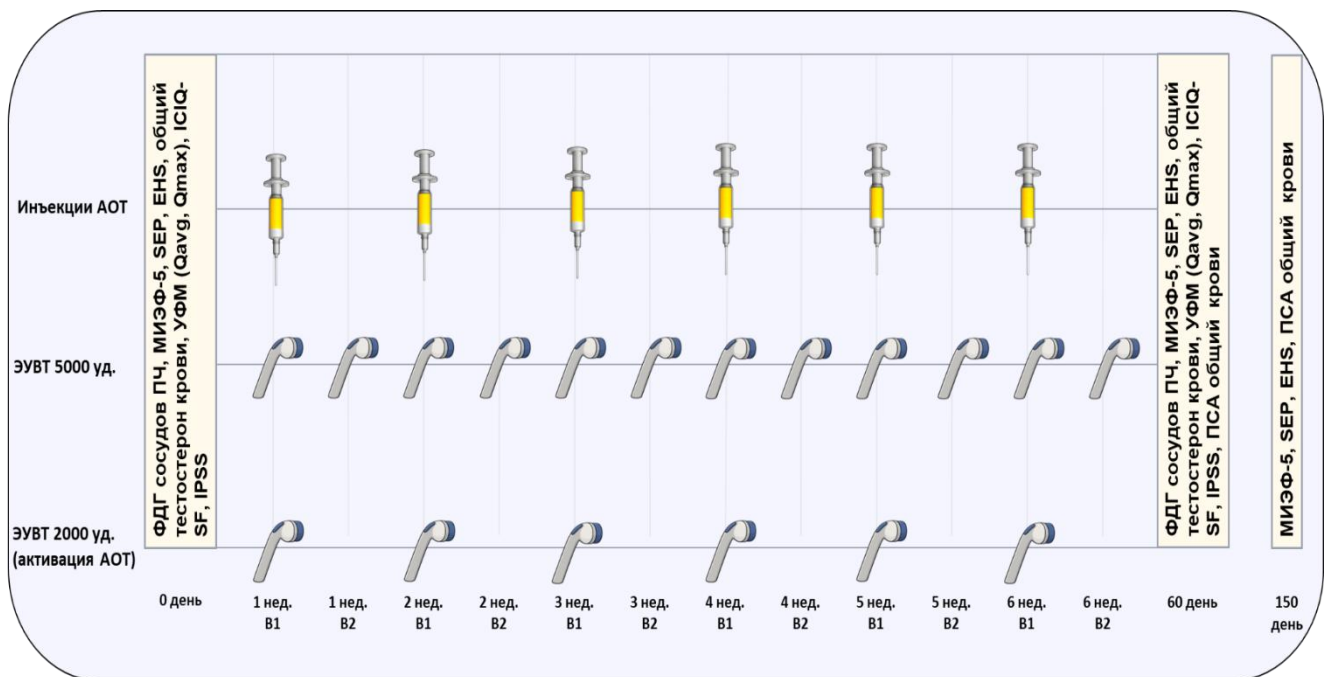 ФДГ сосудов ПЧ, МИЭФ-5, SEP, EHS, общий
тестостерон крови, УФМ (Qavg, Qmax), ICIQ-
SF, IPSS
Инъекции АОТ
ЭУВТ 5000 уд.
ЭУВТ 2000 уд.
(активация АОТ)
ФДГ сосудов ПЧ, МИЭФ-5, SEP, EHS, общий
тестостерон крови, УФМ (Qavg, Qmax), ICIQ-
SF, IPSS, ПСА общий крови
МИЭФ-5, SEP, EHS, ПСА общий крови
0 день
1 нед.
В1
1 нед.
В2
2 нед.
В1
2 нед.
В2
3 нед.
В1
3 нед.
В2
4 нед.
В1
4 нед.
В2
5 нед.
В1
5 нед.
В2
6 нед.
В1
6 нед.
В2
60 день
150
день